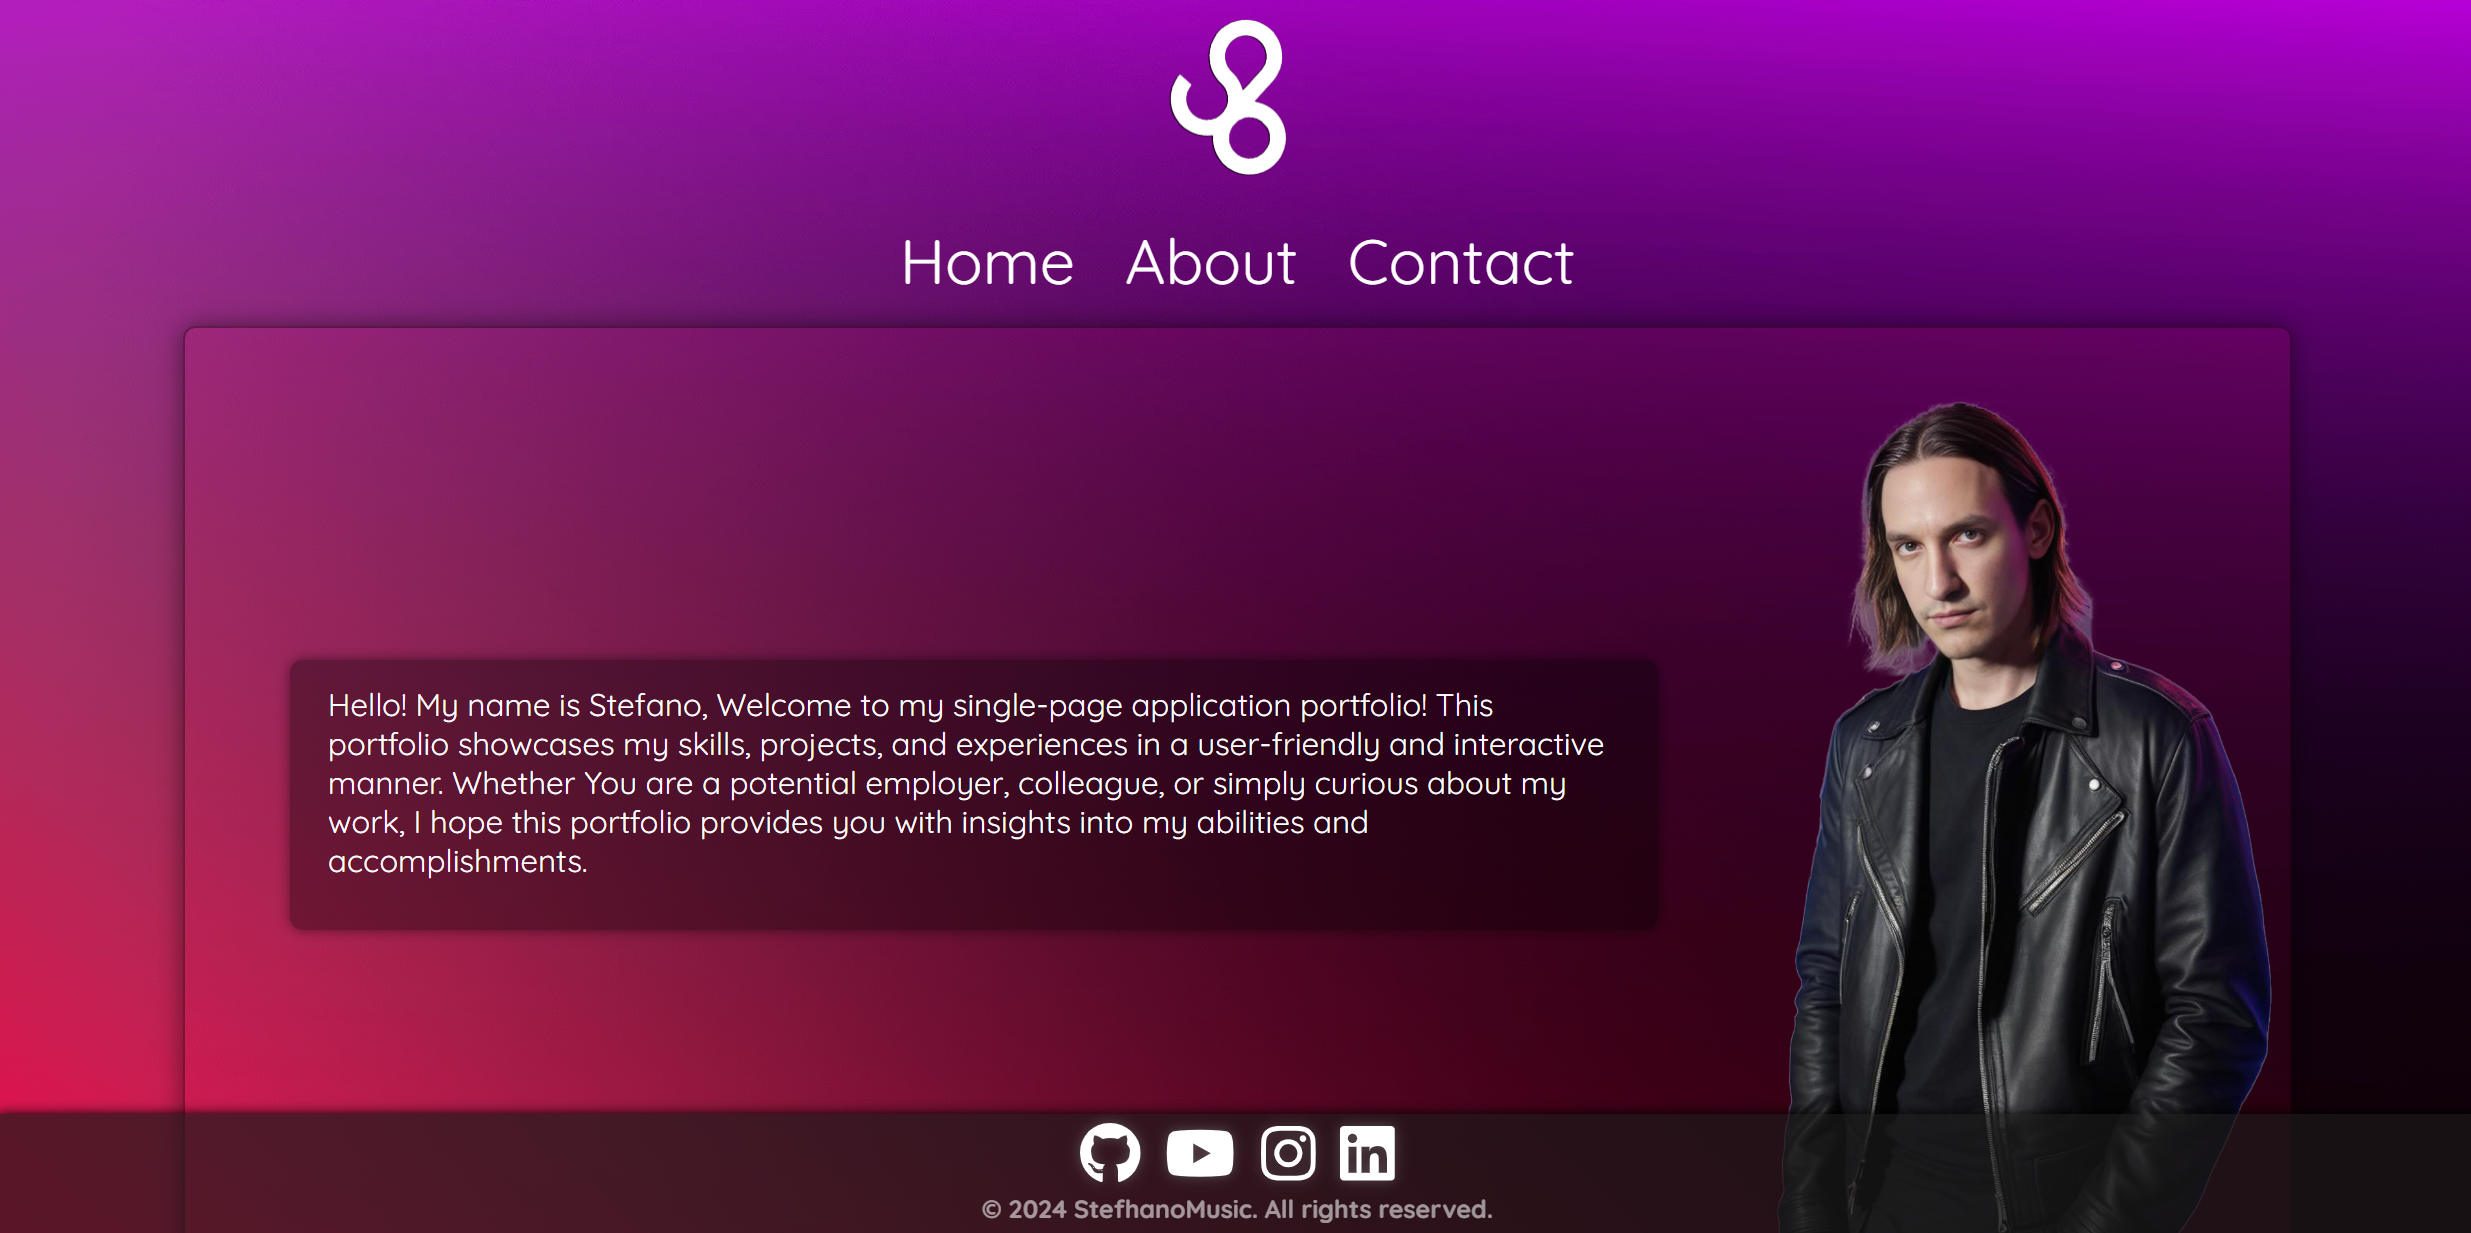 Home About Contact
Hello! My name is Stefano, Welcome to my single-page application portfolio! This
portfolio showcases my skills, projects, and experiences in a user-friendly and interactive
manner. Whether You are a potential employer, colleague, or simply curious about my
work, I hope this portfolio provides you with insights into my abilities and
accomplishments.
in
© 2024 StefhanoMusic. All rights reserved.